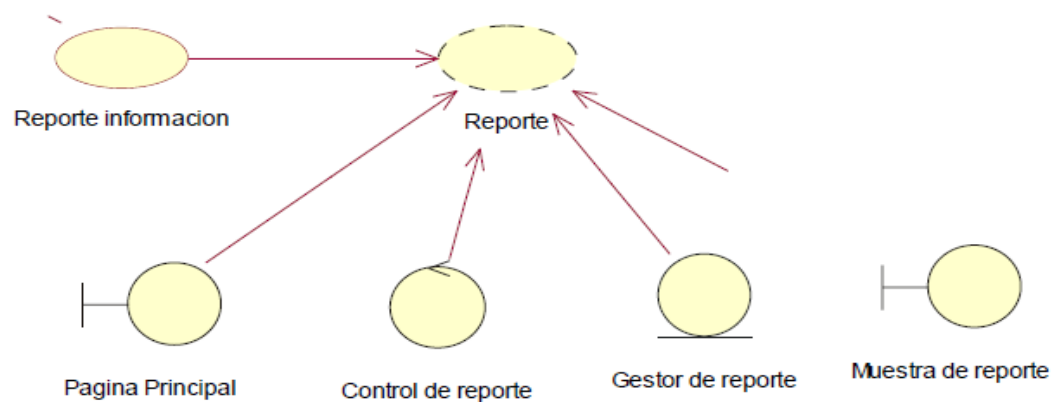 Reporte informacion
Reporte
Pagina Principal
Control de reporte
Gestor de reporte
Muestra de reporte